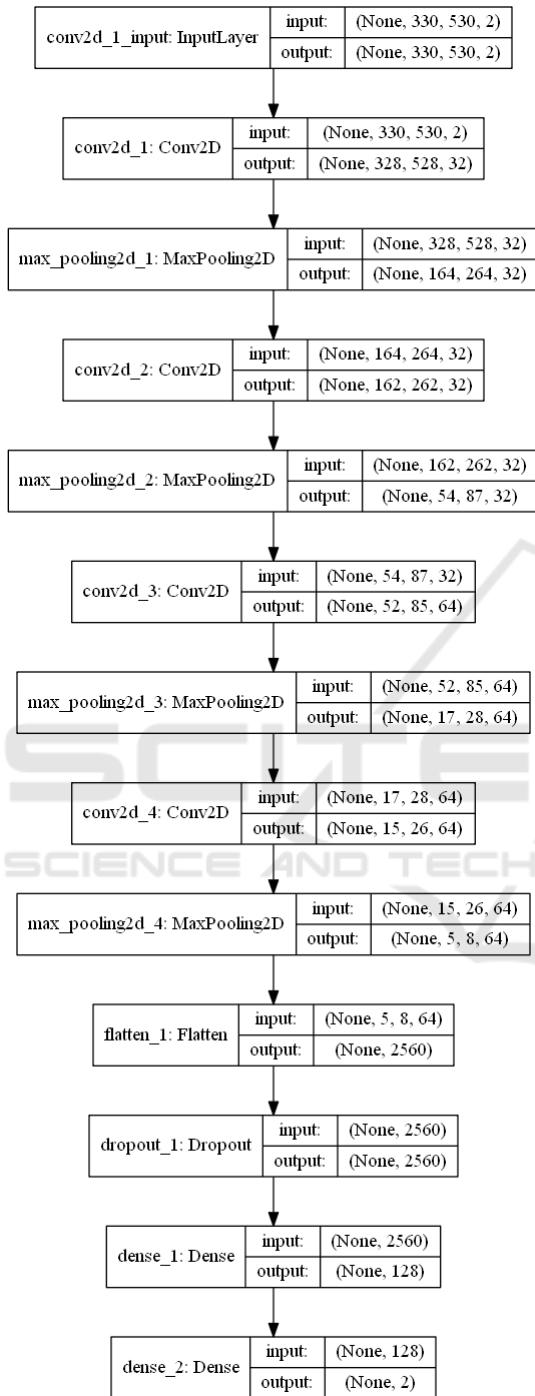 conv2d_1_input: InputLayer input: (None, 330, 530, 2)
output: (None, 330, 530, 2)
conv2d_1: Conv2D input: (None, 330, 530, 2)
output: (None, 328, 528, 32)
max_pooling2d_1: MaxPooling2D input: (None, 328, 528, 32)
output: (None, 164, 264, 32)
conv2d_2: Conv2D input: (None, 164, 264, 32)
output: (None, 162, 262, 32)
max_pooling2d_2: MaxPooling2D input: (None, 162, 262, 32)
output: (None, 54, 87, 32)
conv2d_3: Conv2D input: (None, 54, 87, 32)
output: (None, 52, 85, 64)
max_pooling2d_3: MaxPooling2D input: (None, 52, 85, 64)
output: (None, 17, 28, 64)
SCITE
conv2d_4: Conv2D input: (None, 17, 28, 64)
output: (None, 15, 26, 64)
SCIENCE AND TECH
max_pooling2d_4: MaxPooling2D input: (None, 15, 26, 64)
output: (None, 5, 8, 64)
flatten_1: Flatten input: (None, 5, 8, 64)
output: (None, 2560)
dropout_1: Dropout input: (None, 2560)
output: (None, 2560)
dense_1: Dense input: (None, 2560)
output: (None, 128)
dense_2: Dense input: (None, 128)
output: (None, 2)